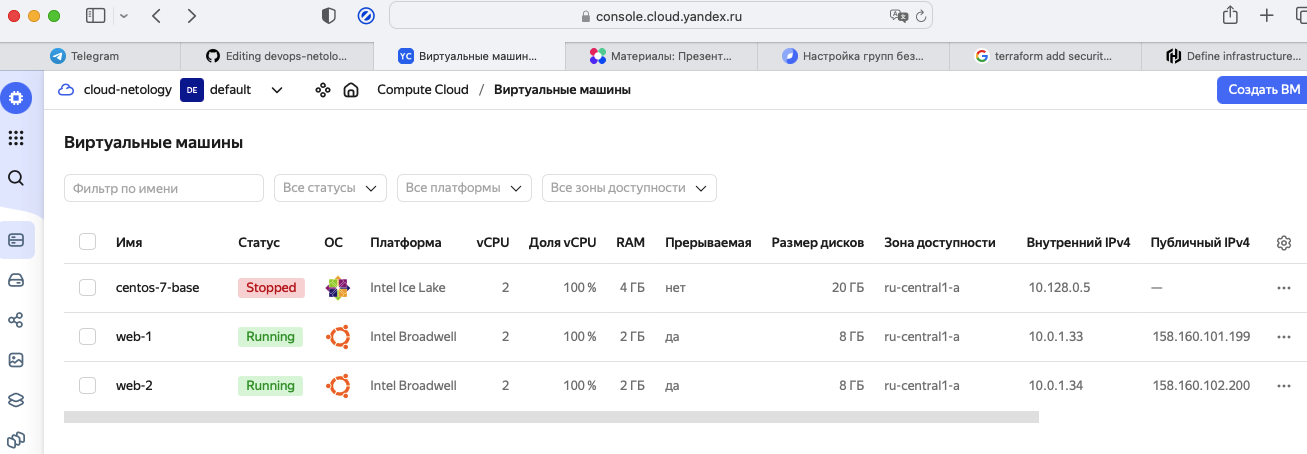 console.cloud.yandex.ru
Telegram
Editing devops-netolo...
YC Виртуальные машин...
Материалы: Презент...
Настройка групп без...
terraform add securit...
Define infrastructure...
cloud-netology DE default Compute Cloud / Виртуальные машины Создать ВМ
Виртуальные машины
Фильтр по имени Все статусы Все платформы Все зоны доступности
Имя Статус ОС Платформа vCPU Доля vCPU RAM Прерываемая Размер дисков Зона доступности Внутренний IPv4 Публичный IPv4
centos-7-base Stopped Intel Ice Lake 2 100 % 4 ГБ нет 20 ГБ ru-central1-a 10.128.0.5 —
web-1 Running Intel Broadwell 2 100 % 2 ГБ да 8 ГБ ru-central1-a 10.0.1.33 158.160.101.199
web-2 Running Intel Broadwell 2 100 % 2 ГБ да 8 ГБ ru-central1-a 10.0.1.34 158.160.102.200